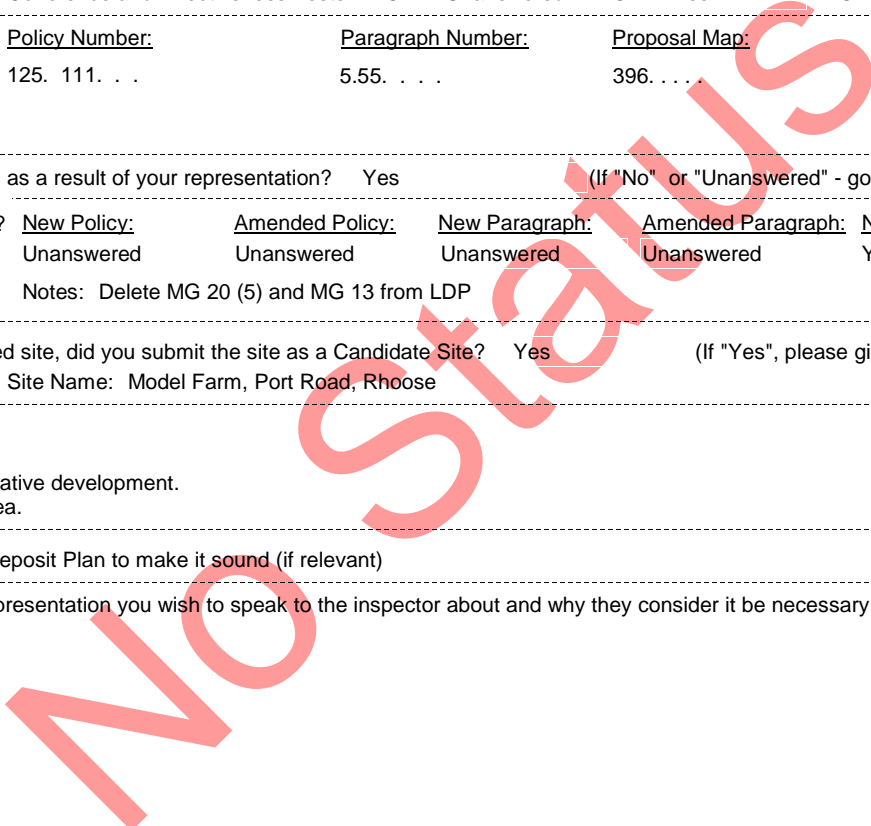 Policy Number: Paragraph Number: Proposal Map:
125. 111. . . 5.55. . . . 396. . . . .
as a result of your representation? Yes (If "No" or "Unanswered" - go
? New Policy: Amended Policy: New Paragraph: Amended Paragraph: N
Unanswered Unanswered Unanswered Unanswered Y
Notes: Delete MG 20 (5) and MG 13 from LDP
ed site, did you submit the site as a Candidate Site? Yes (If "Yes", please gi
Site Name: Model Farm, Port Road, Rhoose
ative development.
ea.
eposit Plan to make it sound (if relevant)
presentation you wish to speak to the inspector about and why they consider it be necessary
No Status